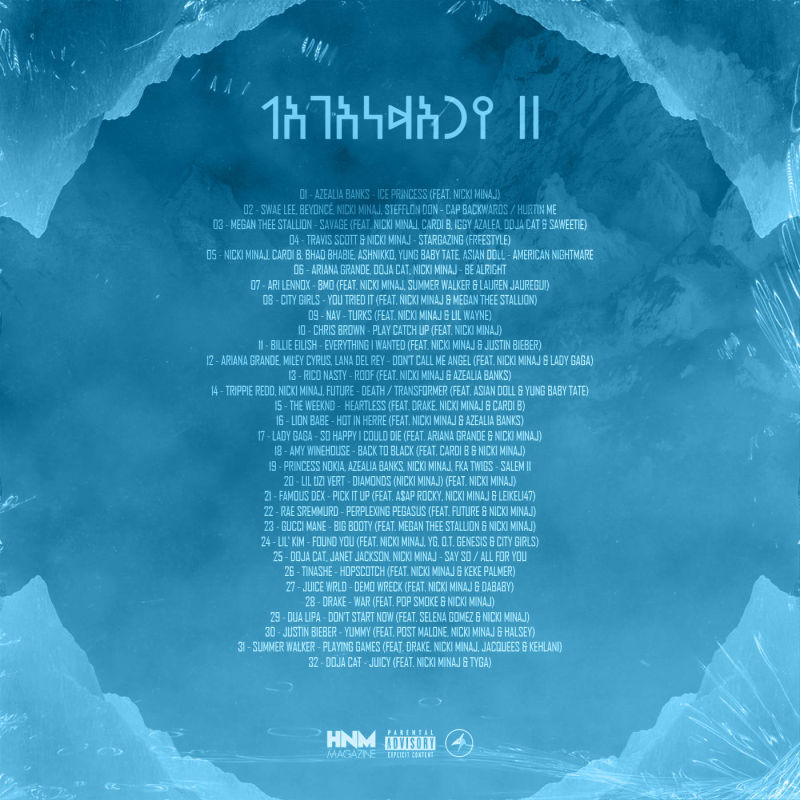 II
01 - AZEALIA BANKS - ICE PRINCESS (FEAT. NICKI MINAJ)
02 - SWAE LEE, BEYONCÉ, NICKI MINAJ, STEFFLON DON - CAP BACKWARDS / HURTIN ME
03 - MEGAN THEE STALLION - SAVAGE (FEAT. NICKI MINAJ, CARDI B, IGGY AZALEA, DOJA CAT & SAWEETIE)
04 - TRAVIS SCOTT & NICKI MINAJ - STARGAZING (FREESTYLE)
05 - NICKI MINAJ, CARDI B, BHAD BHABIE, ASHNIKKO, YUNG BABY TATE, ASIAN DOLL - AMERICAN NIGHTMARE
06 - ARIANA GRANDE, DOJA CAT, NICKI MINAJ - BE ALRIGHT
07 - ARI LENNOX - BMO (FEAT. NICKI MINAJ, SUMMER WALKER & LAUREN JAUREGUI)
08 - CITY GIRLS - YOU TRIED IT (FEAT. NICKI MINAJ & MEGAN THEE STALLION)
09 - NAV - TURKS (FEAT. NICKI MINAJ & LIL WAYNE)
10 - CHRIS BROWN - PLAY CATCH UP (FEAT. NICKI MINAJ)
11 - BILLIE EILISH - EVERYTHING I WANTED (FEAT. NICKI MINAJ & JUSTIN BIEBER)
12 - ARIANA GRANDE, MILEY CYRUS, LANA DEL REY - DON'T CALL ME ANGEL (FEAT. NICKI MINAJ & LADY GAGA)
13 - RICO NASTY - ROOF (FEAT. NICKI MINAJ & AZEALIA BANKS)
14 - TRIPPIE REDD, NICKI MINAJ, FUTURE - DEATH / TRANSFORMER (FEAT. ASIAN DOLL & YUNG BABY TATE)
15 - THE WEEKND - HEARTLESS (FEAT. DRAKE, NICKI MINAJ & CARDI B)
16 - LION BABE - HOT IN HERRE (FEAT. NICKI MINAJ & AZEALIA BANKS)
17 - LADY GAGA - SO HAPPY I COULD DIE (FEAT. ARIANA GRANDE & NICKI MINAJ)
18 - AMY WINEHOUSE - BACK TO BLACK (FEAT. CARDI B & NICKI MINAJ)
19 - PRINCESS NOKIA, AZEALIA BANKS, NICKI MINAJ, FKA TWIGS - SALEM II
20 - LIL UZI VERT - DIAMONDS (NICKI MINAJ) (FEAT. NICKI MINAJ)
21 - FAMOUS DEX - PICK IT UP (FEAT. A$AP ROCKY, NICKI MINAJ & LEIKELI47)
22 - RAE SREMMURD - PERPLEXING PEGASUS (FEAT. FUTURE & NICKI MINAJ)
23 - GUCCI MANE - BIG BOOTY (FEAT. MEGAN THEE STALLION & NICKI MINAJ)
24 - LIL' KIM - FOUND YOU (FEAT. NICKI MINAJ, YG, O.T. GENESIS & CITY GIRLS)
25 - DOJA CAT, JANET JACKSON, NICKI MINAJ - SAY SO / ALL FOR YOU
26 - TINASHE - HOPSCOTCH (FEAT. NICKI MINAJ & KEKE PALMER)
27 - JUICE WRLD - DEMO WRECK (FEAT. NICKI MINAJ & DABABY)
28 - DRAKE - WAR (FEAT. POP SMOKE & NICKI MINAJ)
29 - DUA LIPA - DON'T START NOW (FEAT. SELENA GOMEZ & NICKI MINAJ)
30 - JUSTIN BIEBER - YUMMY (FEAT. POST MALONE, NICKI MINAJ & HALSEY)
31 - SUMMER WALKER - PLAYING GAMES (FEAT. DRAKE, NICKI MINAJ, JACQUEES & KEHLANI)
32 - DOJA CAT - JUICY (FEAT. NICKI MINAJ & TYGA)
HNM
MAGAZINE
PARENTAL
ADVISORY
EXPLICIT CONTENT